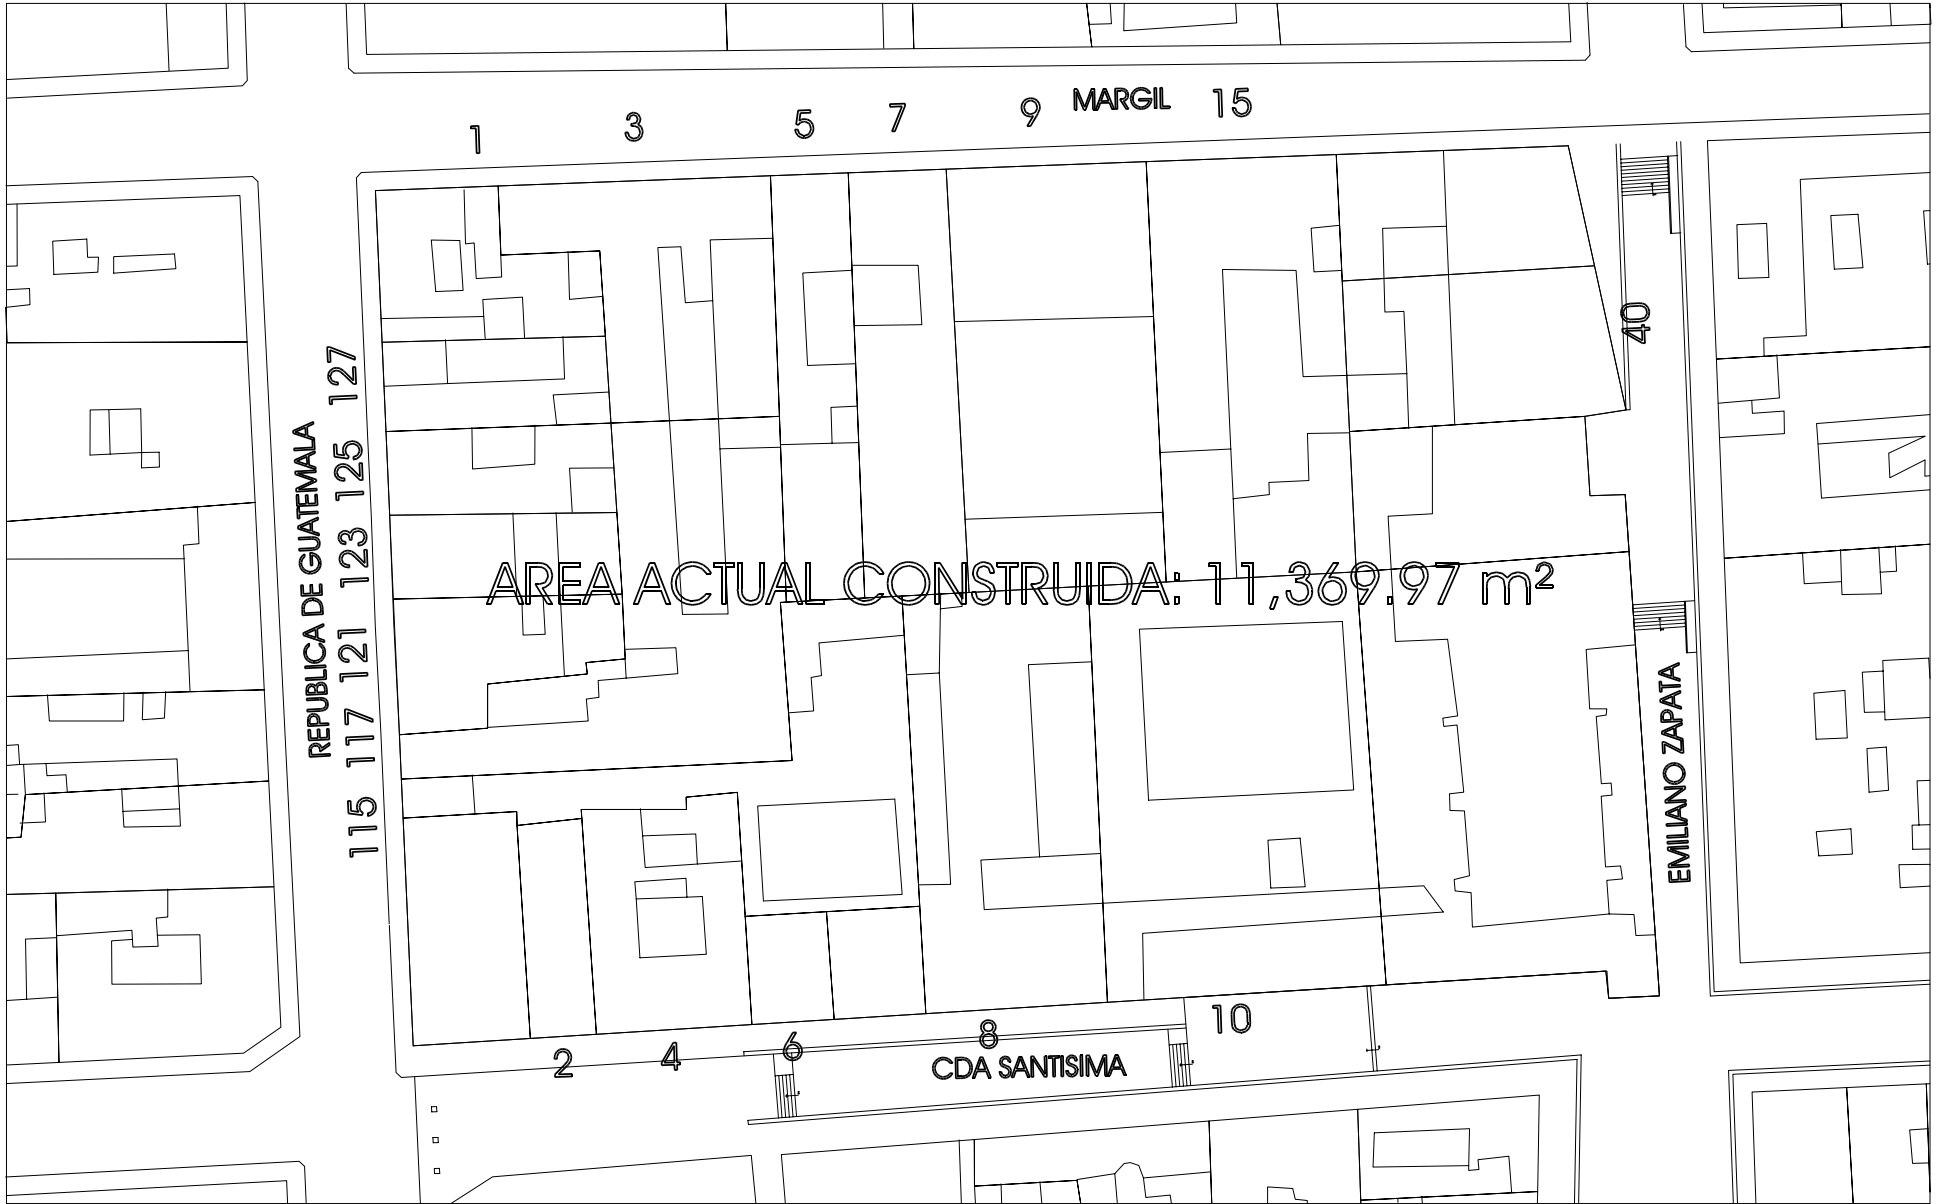 MARGIL
1 3 5 7 9 15
40
REPUBLICA DE GUATEMALA
115 117 121 123 125 127
AREA ACTUAL CONSTRUIDA: 11,369.97 m²
EMILIANO ZAPATA
2 4 6 8 10
CDA SANTISIMA